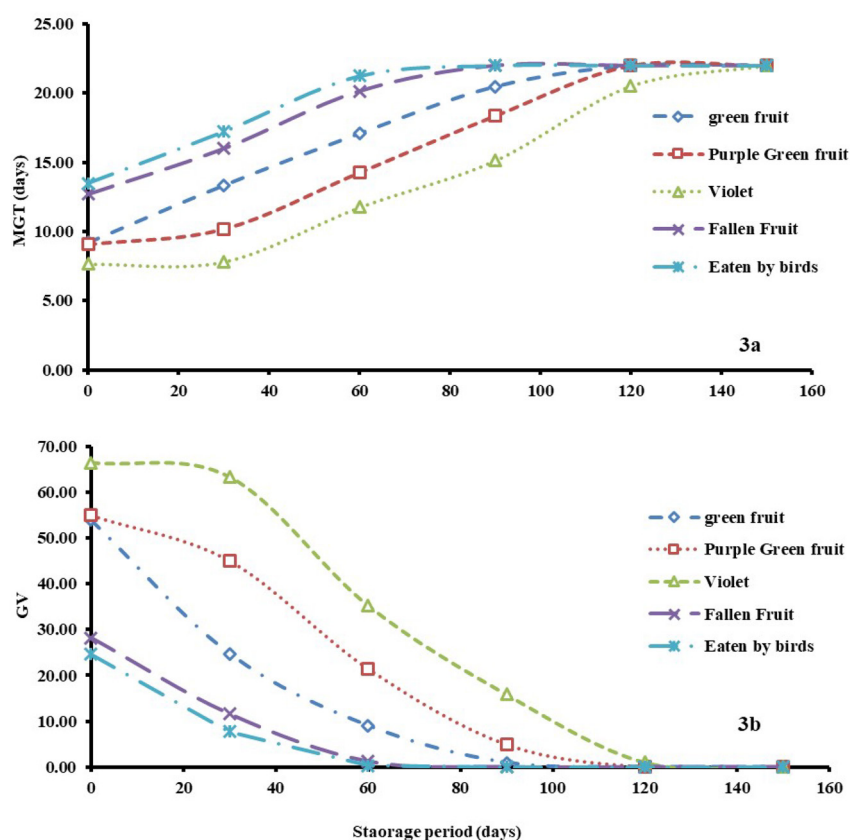 25.00
20.00
15.00
10.00
5.00
0.00
MGT (days)
0 20 40 60 80 100 120 140 160
green fruit
Purple Green fruit
Violet
Fallen Fruit
Eaten by birds
3a
70.00
60.00
50.00
40.00
30.00
20.00
10.00
0.00
GV
0 20 40 60 80 100 120 140 160
green fruit
Purple Green fruit
Violet
Fallen Fruit
Eaten by birds
3b
Staorage period (days)